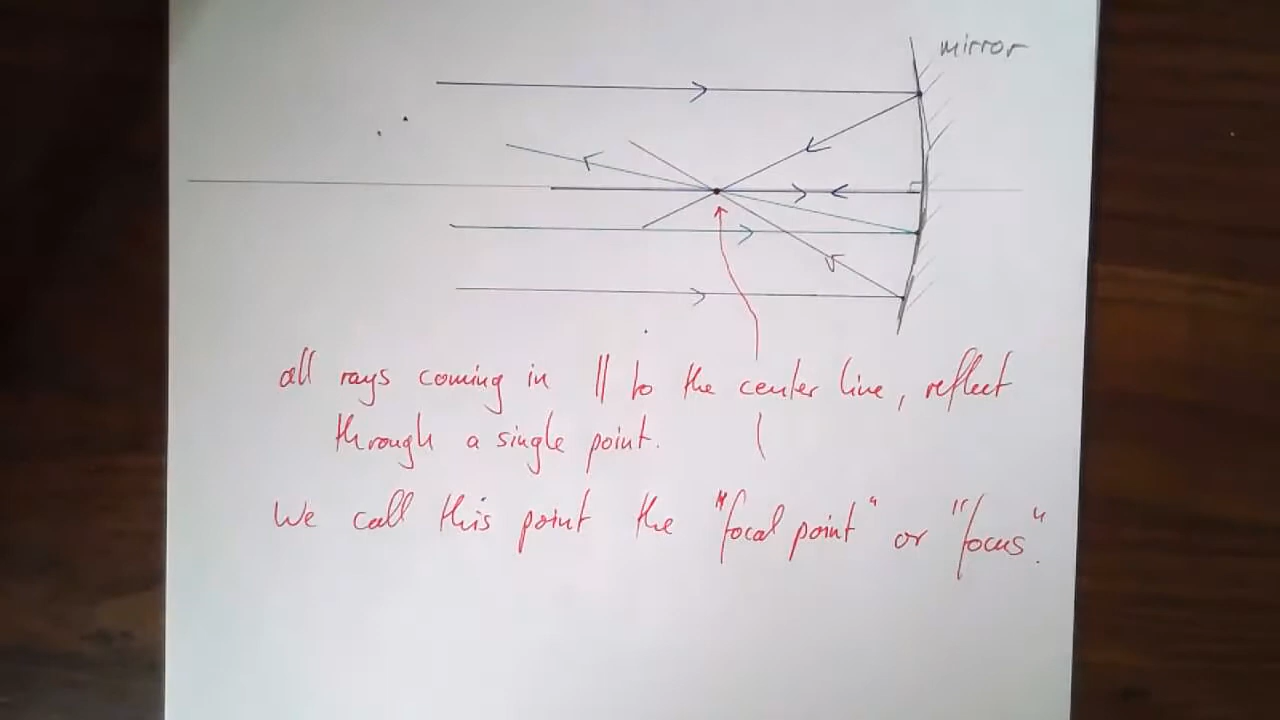 mirror
all rays coming in || to the center line, reflect
through a single point.
We call this point the "focal point" or "focus".